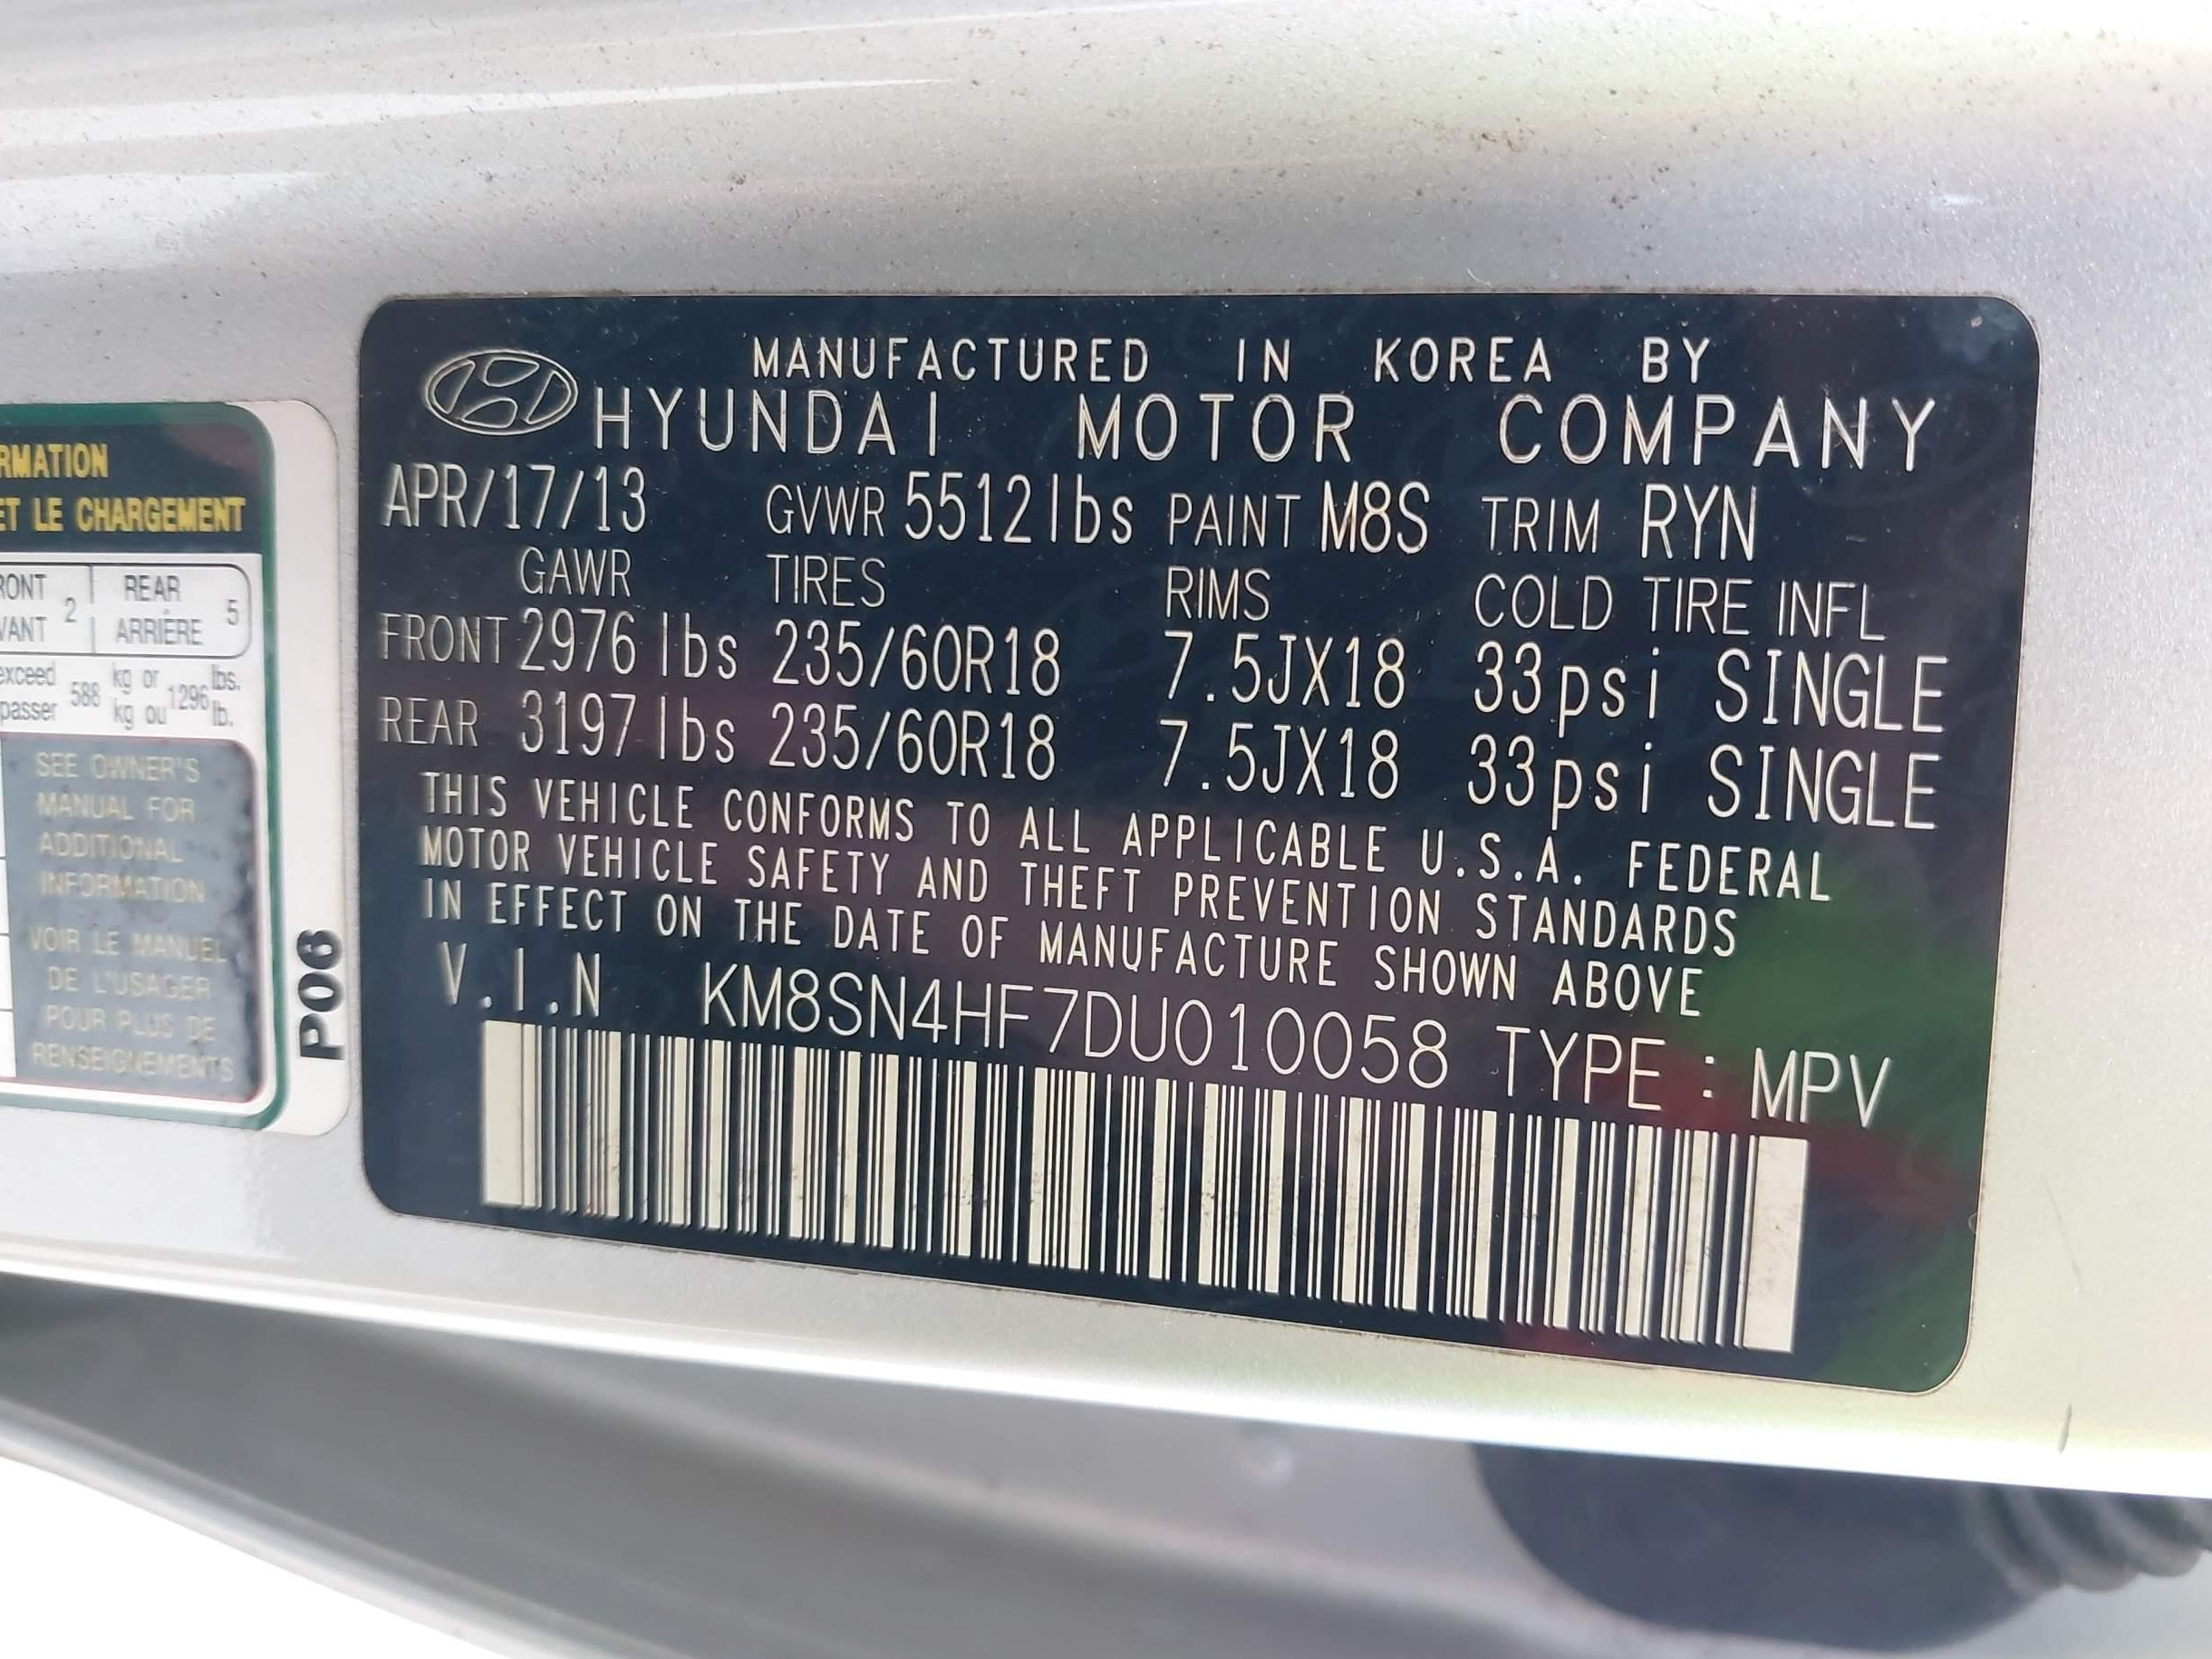 RMATION
ET LE CHARGEMENT
RONT 2 REAR 5
VANT ARRIÈRE
exceed 588 kg or 1296 lbs.
passer kg ou lb.
SEE OWNER'S
MANUAL FOR
ADDITIONAL
INFORMATION
VOIR LE MANUEL
DE L'USAGER
POUR PLUS DE
RENSEIGNEMENTS
P06
MANUFACTURED IN KOREA BY
HYUNDAI MOTOR COMPANY
APR/17/13 GVWR 5512lbs PAINT M8S TRIM RYN
GAWR TIRES RIMS COLD TIRE INFL
FRONT 2976 lbs 235/60R18 7.5JX18 33psi SINGLE
REAR 3197 lbs 235/60R18 7.5JX18 33psi SINGLE
THIS VEHICLE CONFORMS TO ALL APPLICABLE U.S.A. FEDERAL
MOTOR VEHICLE SAFETY AND THEFT PREVENTION STANDARDS
IN EFFECT ON THE DATE OF MANUFACTURE SHOWN ABOVE
V.I.N KM8SN4HF7DU010058 TYPE : MPV